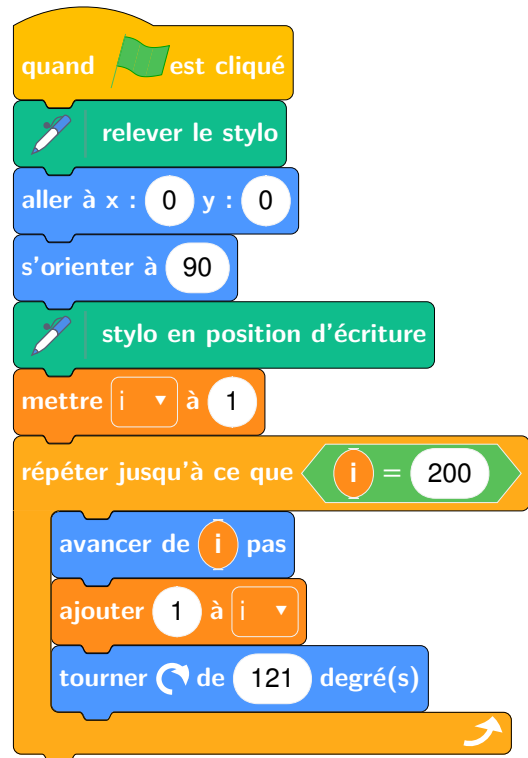 quand est cliqué
relever le stylo
aller à x : 0 y : 0
s'orienter à 90
stylo en position d'écriture
mettre i à 1
répéter jusqu'à ce que i = 200
avancer de i pas
ajouter 1 à i
tourner de 121 degré(s)